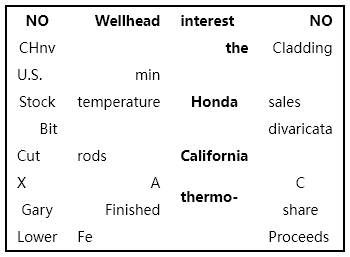 NO Wellhead interest NO
CHnv the Cladding
U.S. min
Stock temperature Honda sales
Bit divaricata
Cut rods California
X A thermo- C
Gary Finished share
Lower Fe Proceeds